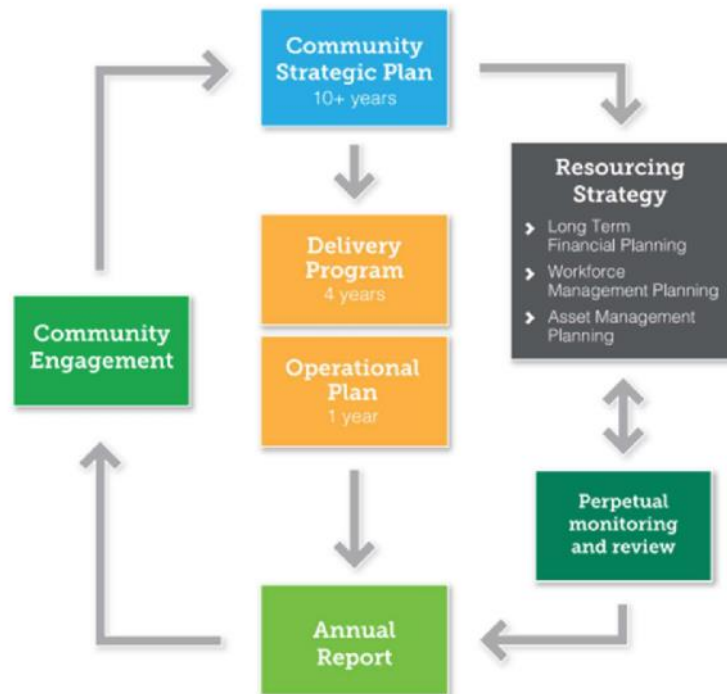 Community
Strategic Plan
10+ years
Resourcing
Strategy
Long Term
Financial Planning
Workforce
Management Planning
Asset Management
Planning
Delivery
Program
4 years
Community
Engagement
Operational
Plan
1 year
Perpetual
monitoring
and review
Annual
Report